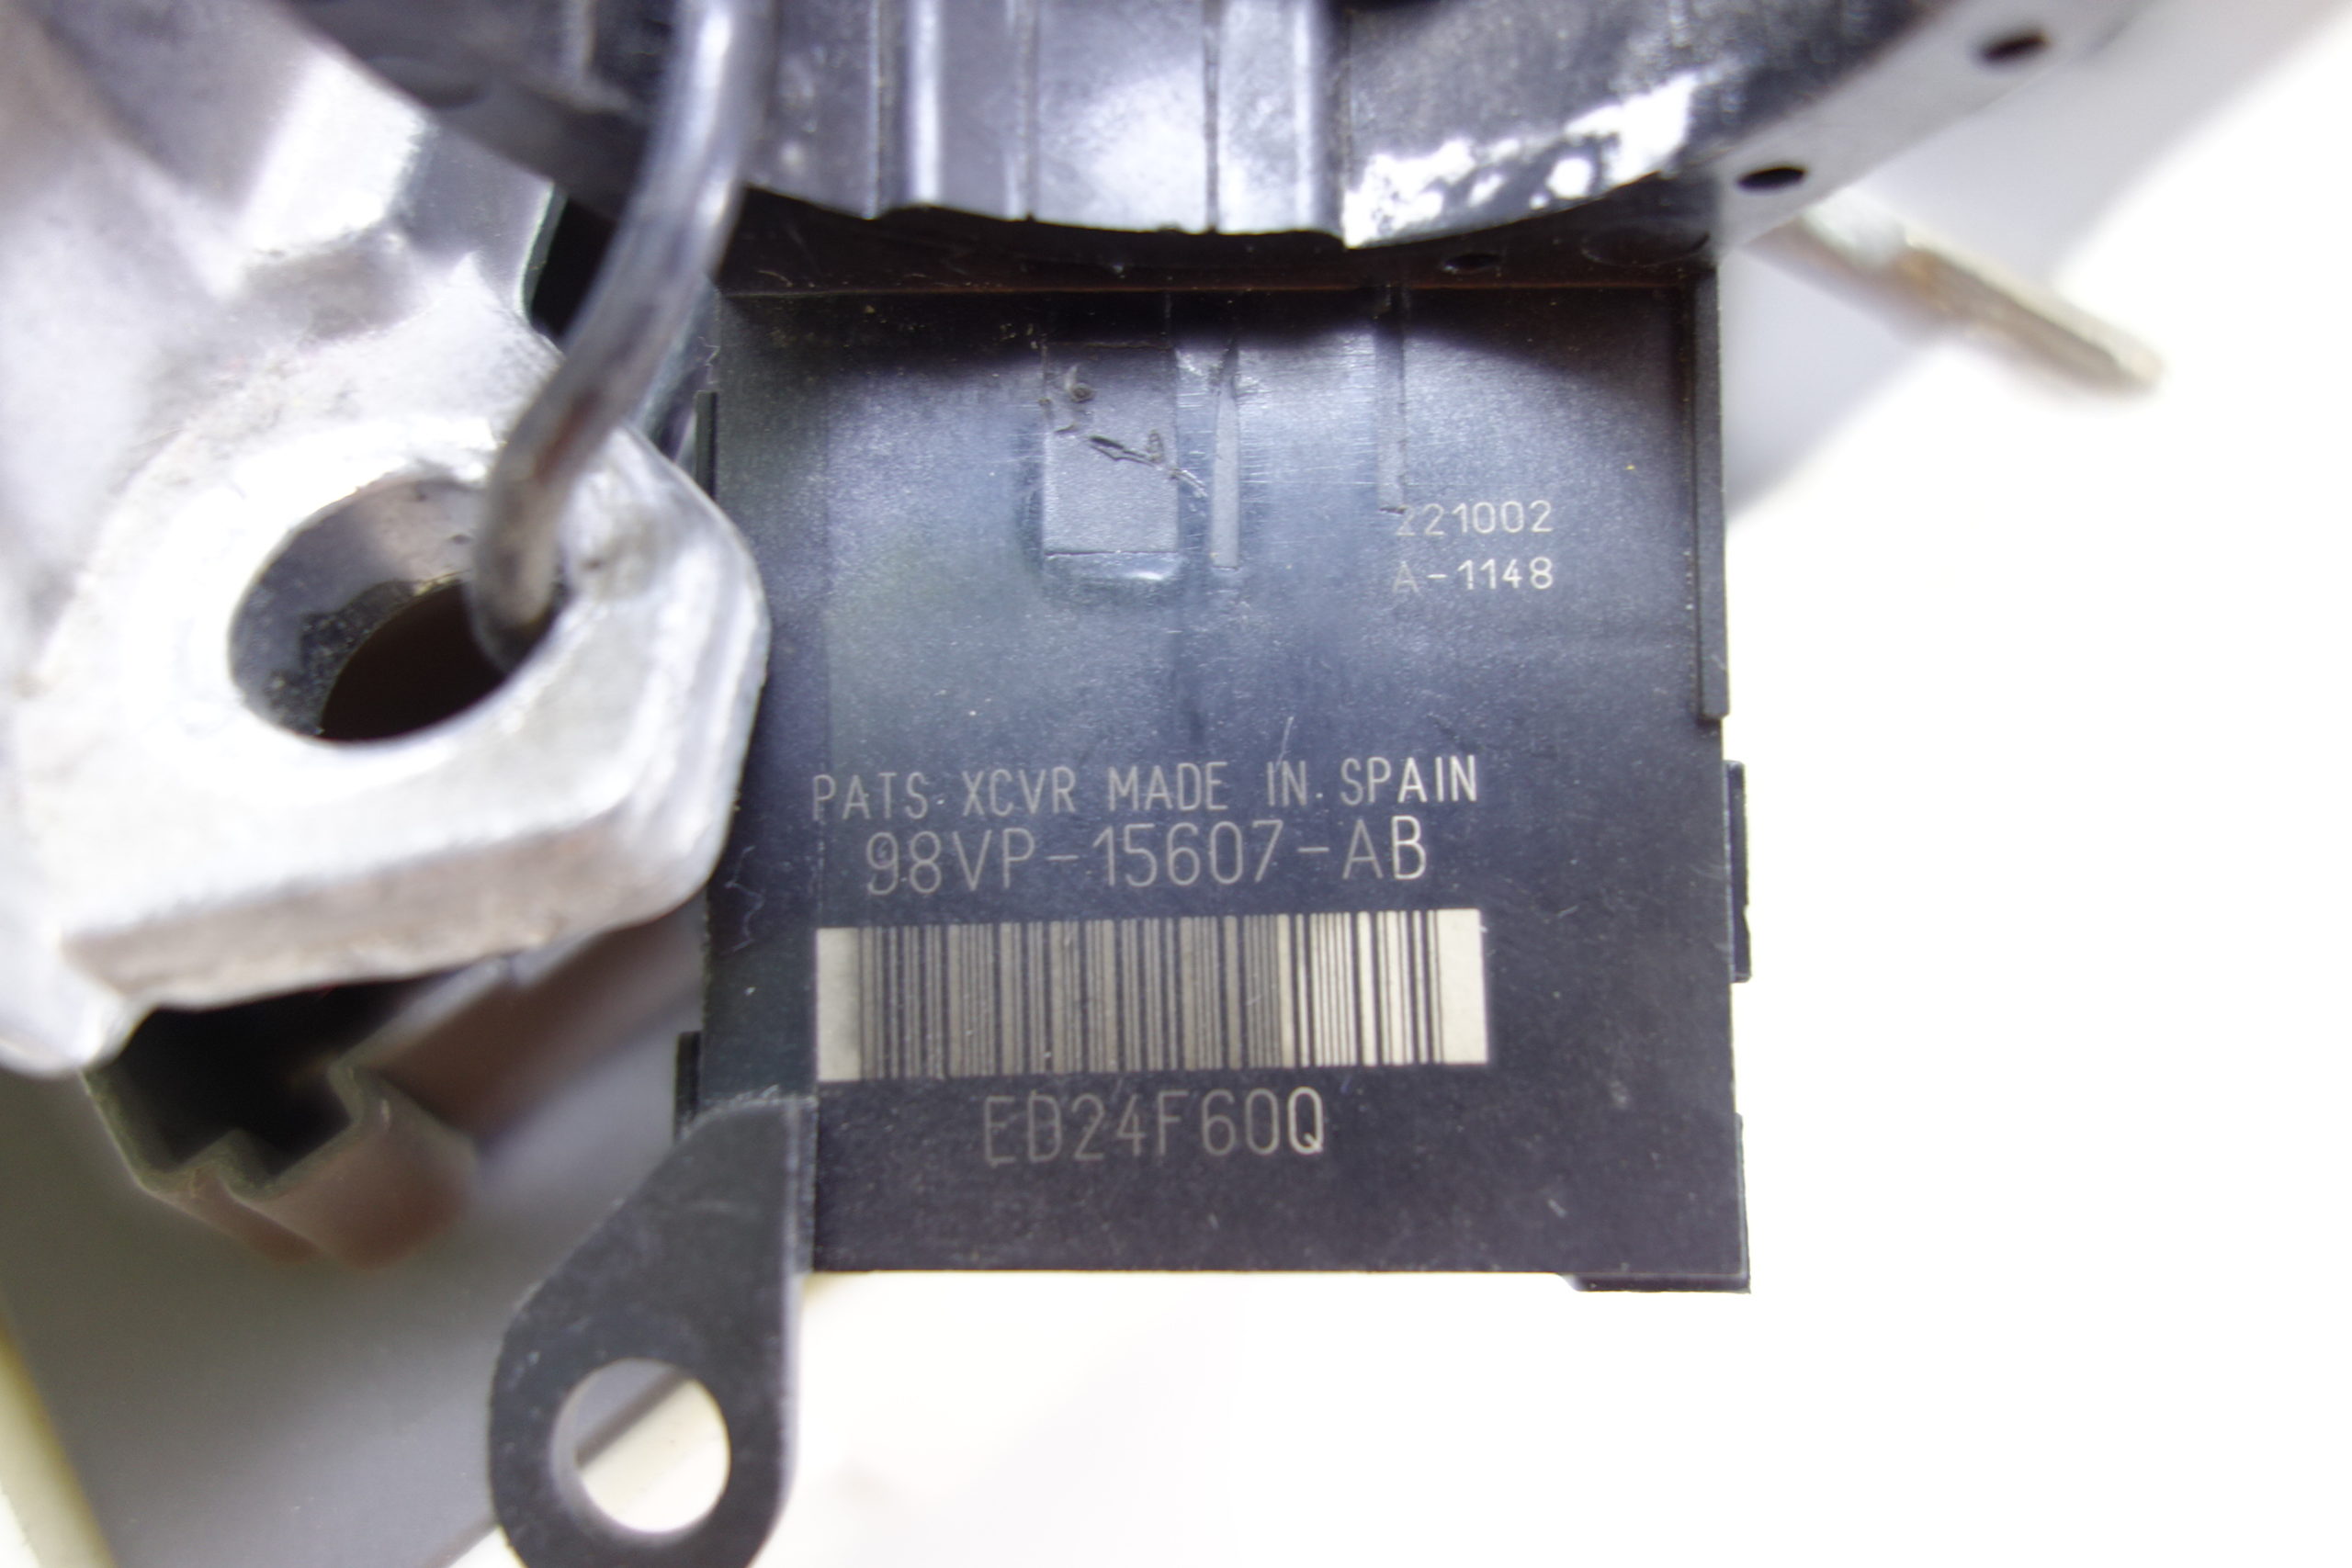 221002
A-1148
PATS XCVR MADE IN SPAIN
98VP-15607-AB
ED24F60Q